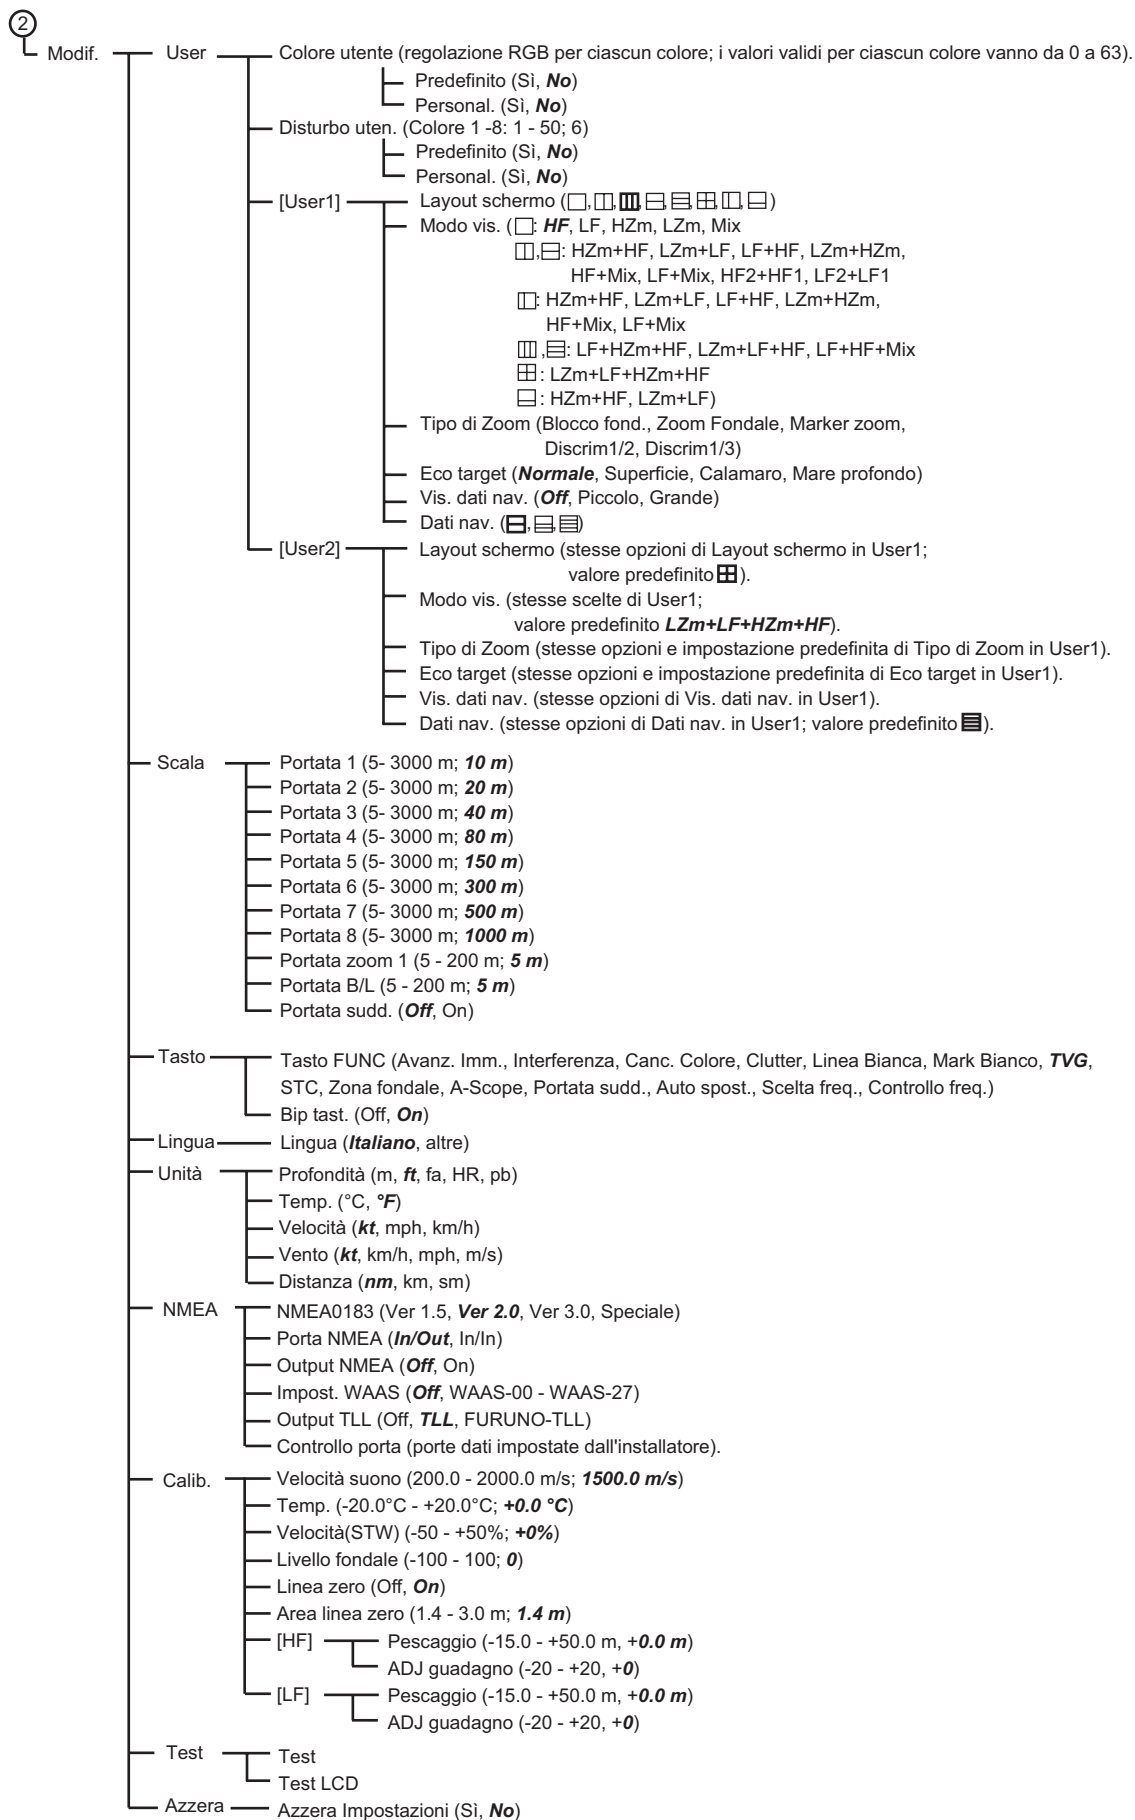 2
Modif.
User
Colore utente (regolazione RGB per ciascun colore; i valori validi per ciascun colore vanno da 0 a 63).
Predefinito (Sì, No)
Personal. (Sì, No)
Disturbo uten. (Colore 1 -8: 1 - 50; 6)
Predefinito (Sì, No)
Personal. (Sì, No)
[User1]
Layout schermo (, , , , , , , )
Modo vis. ( : HF, LF, HZm, LZm, Mix
, : HZm+HF, LZm+LF, LF+HF, LZm+HZm,
HF+Mix, LF+Mix, HF2+HF1, LF2+LF1
: HZm+HF, LZm+LF, LF+HF, LZm+HZm,
HF+Mix, LF+Mix
, : LF+HZm+HF, LZm+LF+HF, LF+HF+Mix
: LZm+LF+HZm+HF
: HZm+HF, LZm+LF)
Tipo di Zoom (Blocco fond., Zoom Fondale, Marker zoom,
Discrim1/2, Discrim1/3)
Eco target (Normale, Superficie, Calamaro, Mare profondo)
Vis. dati nav. (Off, Piccolo, Grande)
Dati nav. (, , )
[User2]
Layout schermo (stesse opzioni di Layout schermo in User1;
valore predefinito ).
Modo vis. (stesse scelte di User1;
valore predefinito LZm+LF+HZm+HF).
Tipo di Zoom (stesse opzioni e impostazione predefinita di Tipo di Zoom in User1).
Eco target (stesse opzioni e impostazione predefinita di Eco target in User1).
Vis. dati nav. (stesse opzioni di Vis. dati nav. in User1).
Dati nav. (stesse opzioni di Dati nav. in User1; valore predefinito ).
Scala
Portata 1 (5- 3000 m; 10 m)
Portata 2 (5- 3000 m; 20 m)
Portata 3 (5- 3000 m; 40 m)
Portata 4 (5- 3000 m; 80 m)
Portata 5 (5- 3000 m; 150 m)
Portata 6 (5- 3000 m; 300 m)
Portata 7 (5- 3000 m; 500 m)
Portata 8 (5- 3000 m; 1000 m)
Portata zoom 1 (5 - 200 m; 5 m)
Portata B/L (5 - 200 m; 5 m)
Portata sudd. (Off, On)
Tasto
Tasto FUNC (Avanz. Imm., Interferenza, Canc. Colore, Clutter, Linea Bianca, Mark Bianco, TVG,
STC, Zona fondale, A-Scope, Portata sudd., Auto spost., Scelta freq., Controllo freq.)
Bip tast. (Off, On)
Lingua
Lingua (Italiano, altre)
Unità
Profondità (m, ft, fa, HR, pb)
Temp. (°C, °F)
Velocità (kt, mph, km/h)
Vento (kt, km/h, mph, m/s)
Distanza (nm, km, sm)
NMEA
NMEA0183 (Ver 1.5, Ver 2.0, Ver 3.0, Speciale)
Porta NMEA (In/Out, In/In)
Output NMEA (Off, On)
Impost. WAAS (Off, WAAS-00 - WAAS-27)
Output TLL (Off, TLL, FURUNO-TLL)
Controllo porta (porte dati impostate dall'installatore).
Calib.
Velocità suono (200.0 - 2000.0 m/s; 1500.0 m/s)
Temp. (-20.0°C - +20.0°C; +0.0 °C)
Velocità(STW) (-50 - +50%; +0%)
Livello fondale (-100 - 100; 0)
Linea zero (Off, On)
Area linea zero (1.4 - 3.0 m; 1.4 m)
[HF]
Pescaggio (-15.0 - +50.0 m, +0.0 m)
ADJ guadagno (-20 - +20, +0)
[LF]
Pescaggio (-15.0 - +50.0 m, +0.0 m)
ADJ guadagno (-20 - +20, +0)
Test
Test
Test LCD
Azzera
Azzera Impostazioni (Sì, No)